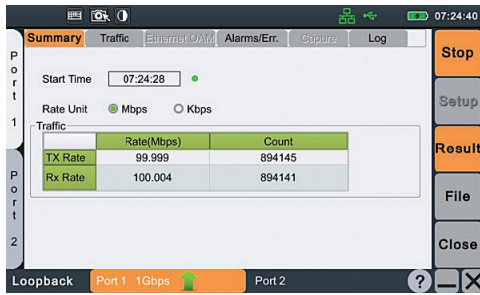 07:24:40
Summary Traffic Ethernet OAM Alarms/Err. Capure Log
Port 1
Port 2
Start Time 07:24:28
Rate Unit Mbps Kbps
Traffic
Rate(Mbps) Count
TX Rate 99.999 894145
Rx Rate 100.004 894141
Stop
Setup
Result
File
Close
Loopback Port 1 1Gbps Port 2 ?